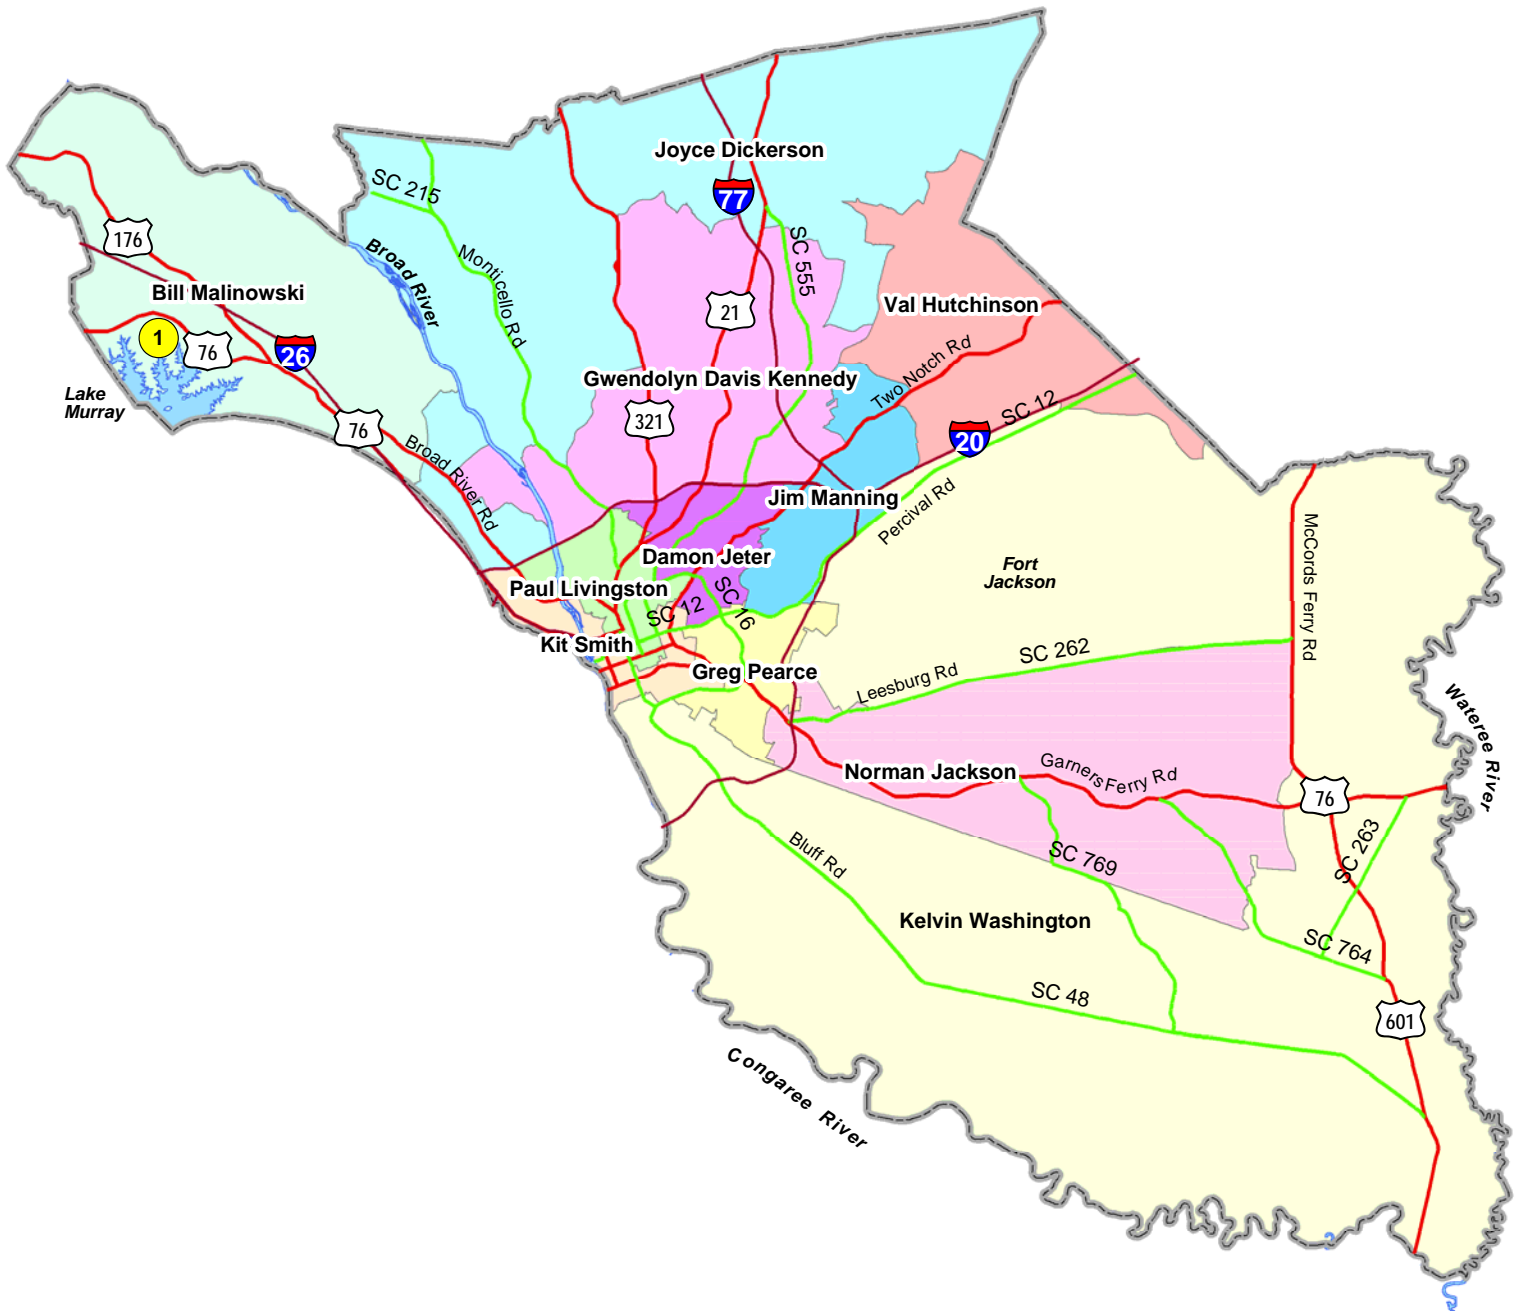 Joyce Dickerson
77
SC 215
176
Broad River
Monticello Rd
SC 555
Bill Malinowski
Val Hutchinson
21
1
76
26
Two Notch Rd
Gwendolyn Davis Kennedy
Lake
Murray
321
SC 12
76
20
Broad River Rd
Jim Manning
Percival Rd
McCords Ferry Rd
Damon Jeter
Fort
Jackson
Paul Livingston
SC 12
SC 16
Kit Smith
SC 262
Greg Pearce
Leesburg Rd
Wateree River
Norman Jackson
Garners Ferry Rd
76
Bluff Rd
SC 769
SC 263
Kelvin Washington
SC 764
SC 48
601
Congaree River